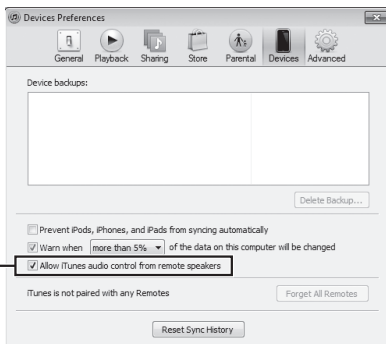 Devices Preferences
General Playback Sharing Store Parental Devices Advanced
Device backups:
Delete Backup...
Prevent iPods, iPhones, and iPads from syncing automatically
Warn when more than 5% of the data on this computer will be changed
Allow iTunes audio control from remote speakers
iTunes is not paired with any Remotes
Forget All Remotes
Reset Sync History